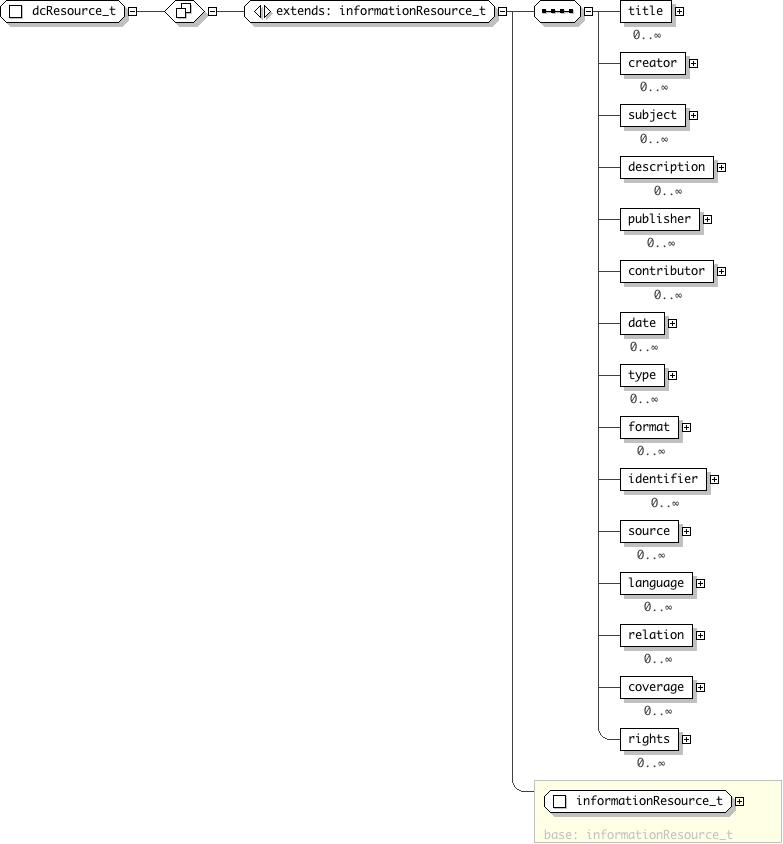 dcResource_t
extends: informationResource_t
title
0..∞
creator
0..∞
subject
0..∞
description
0..∞
publisher
0..∞
contributor
0..∞
date
0..∞
type
0..∞
format
0..∞
identifier
0..∞
source
0..∞
language
0..∞
relation
0..∞
coverage
0..∞
rights
0..∞
informationResource_t
base: informationResource_t